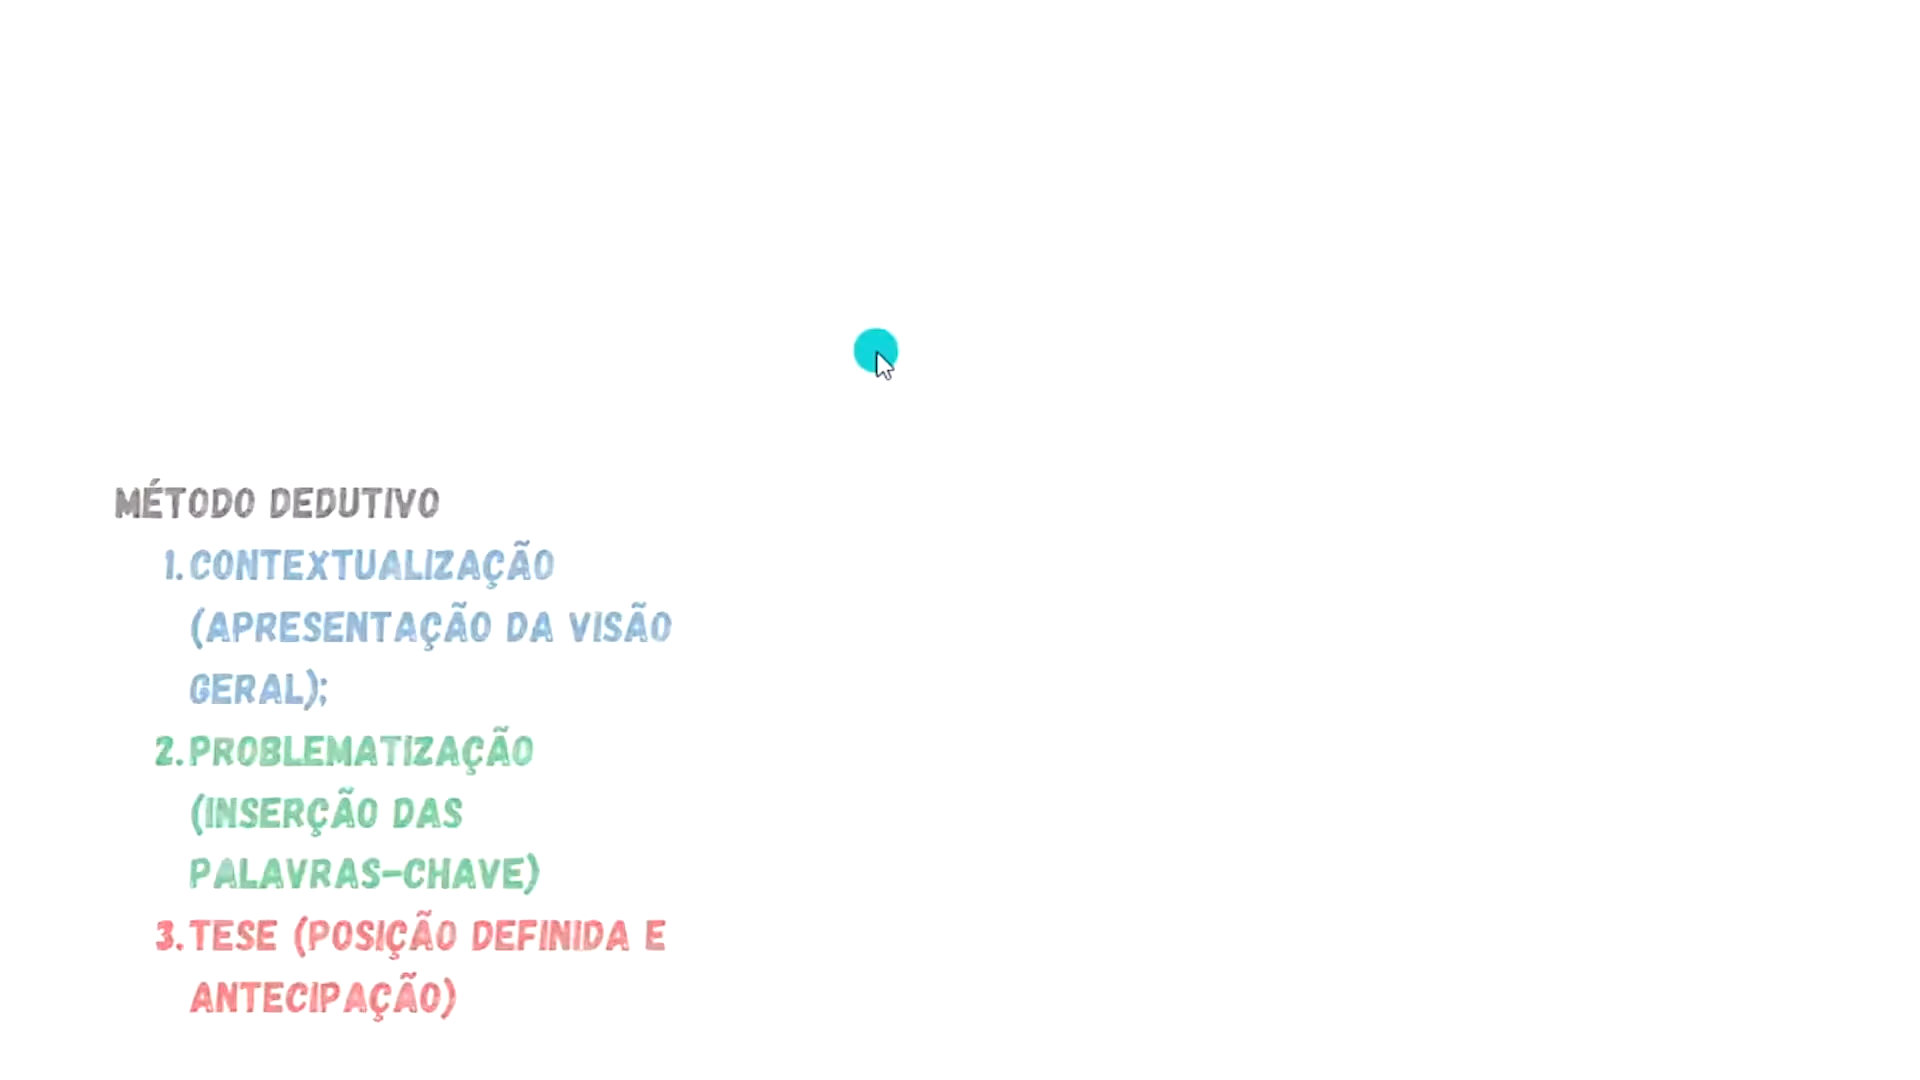 MÉTODO DEDUTIVO
1. CONTEXTUALIZAÇÃO
(APRESENTAÇÃO DA VISÃO
GERAL);
2. PROBLEMATIZAÇÃO
(INSERÇÃO DAS
PALAVRAS-CHAVE)
3. TESE (POSIÇÃO DEFINIDA E
ANTECIPAÇÃO)